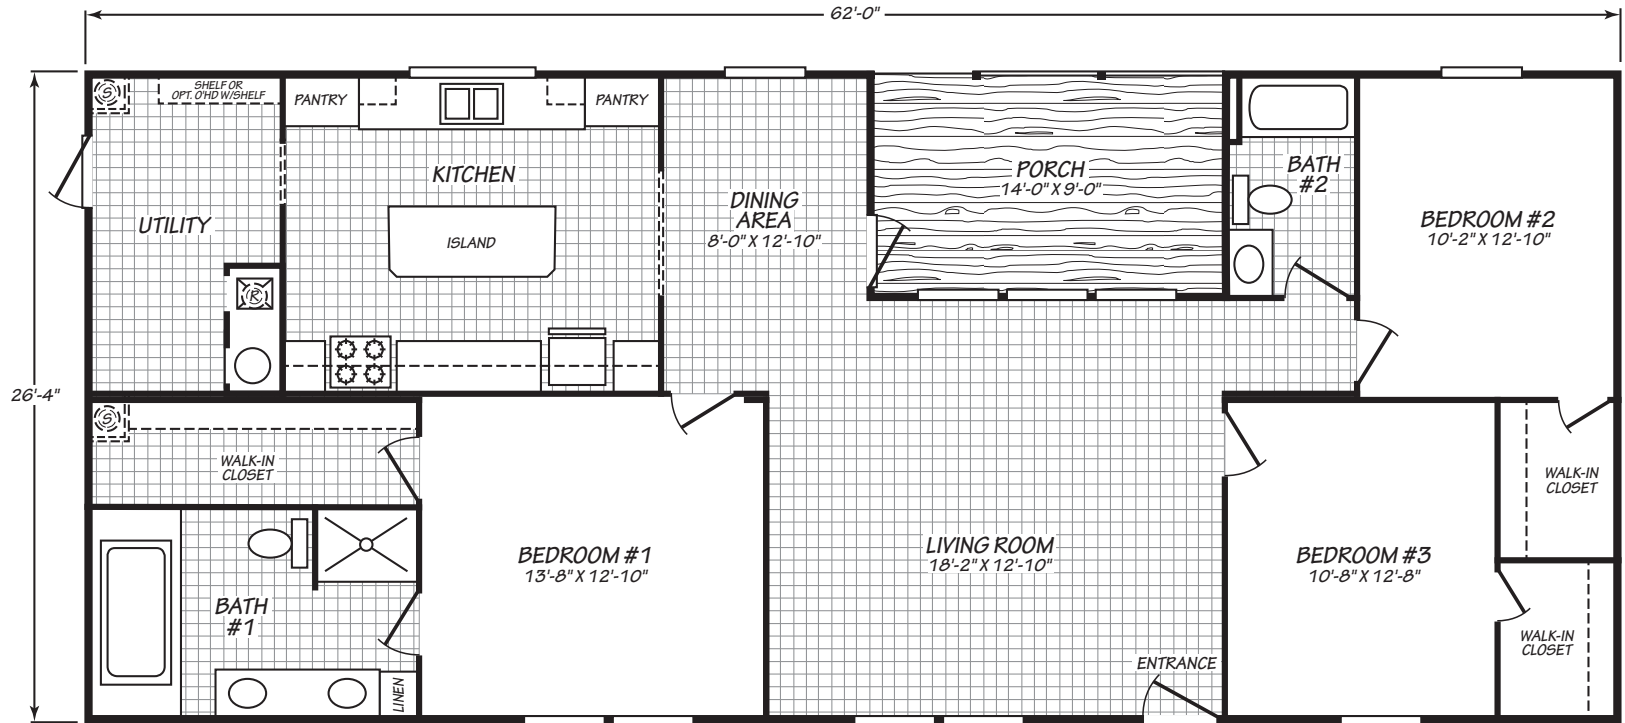 62'-0"
S
SHELF OR
OPT. O'HD W/SHELF
PANTRY
PANTRY
KITCHEN
ISLAND
UTILITY
R
DINING
AREA
8'-0" X 12'-10"
PORCH
14'-0" X 9'-0"
BATH
#2
BEDROOM #2
10'-2" X 12'-10"
26'-4"
S
WALK-IN
CLOSET
BEDROOM #1
13'-8" X 12'-10"
BATH
#1
LINEN
LIVING ROOM
18'-2" X 12'-10"
ENTRANCE
BEDROOM #3
10'-8" X 12'-8"
WALK-IN
CLOSET
WALK-IN
CLOSET